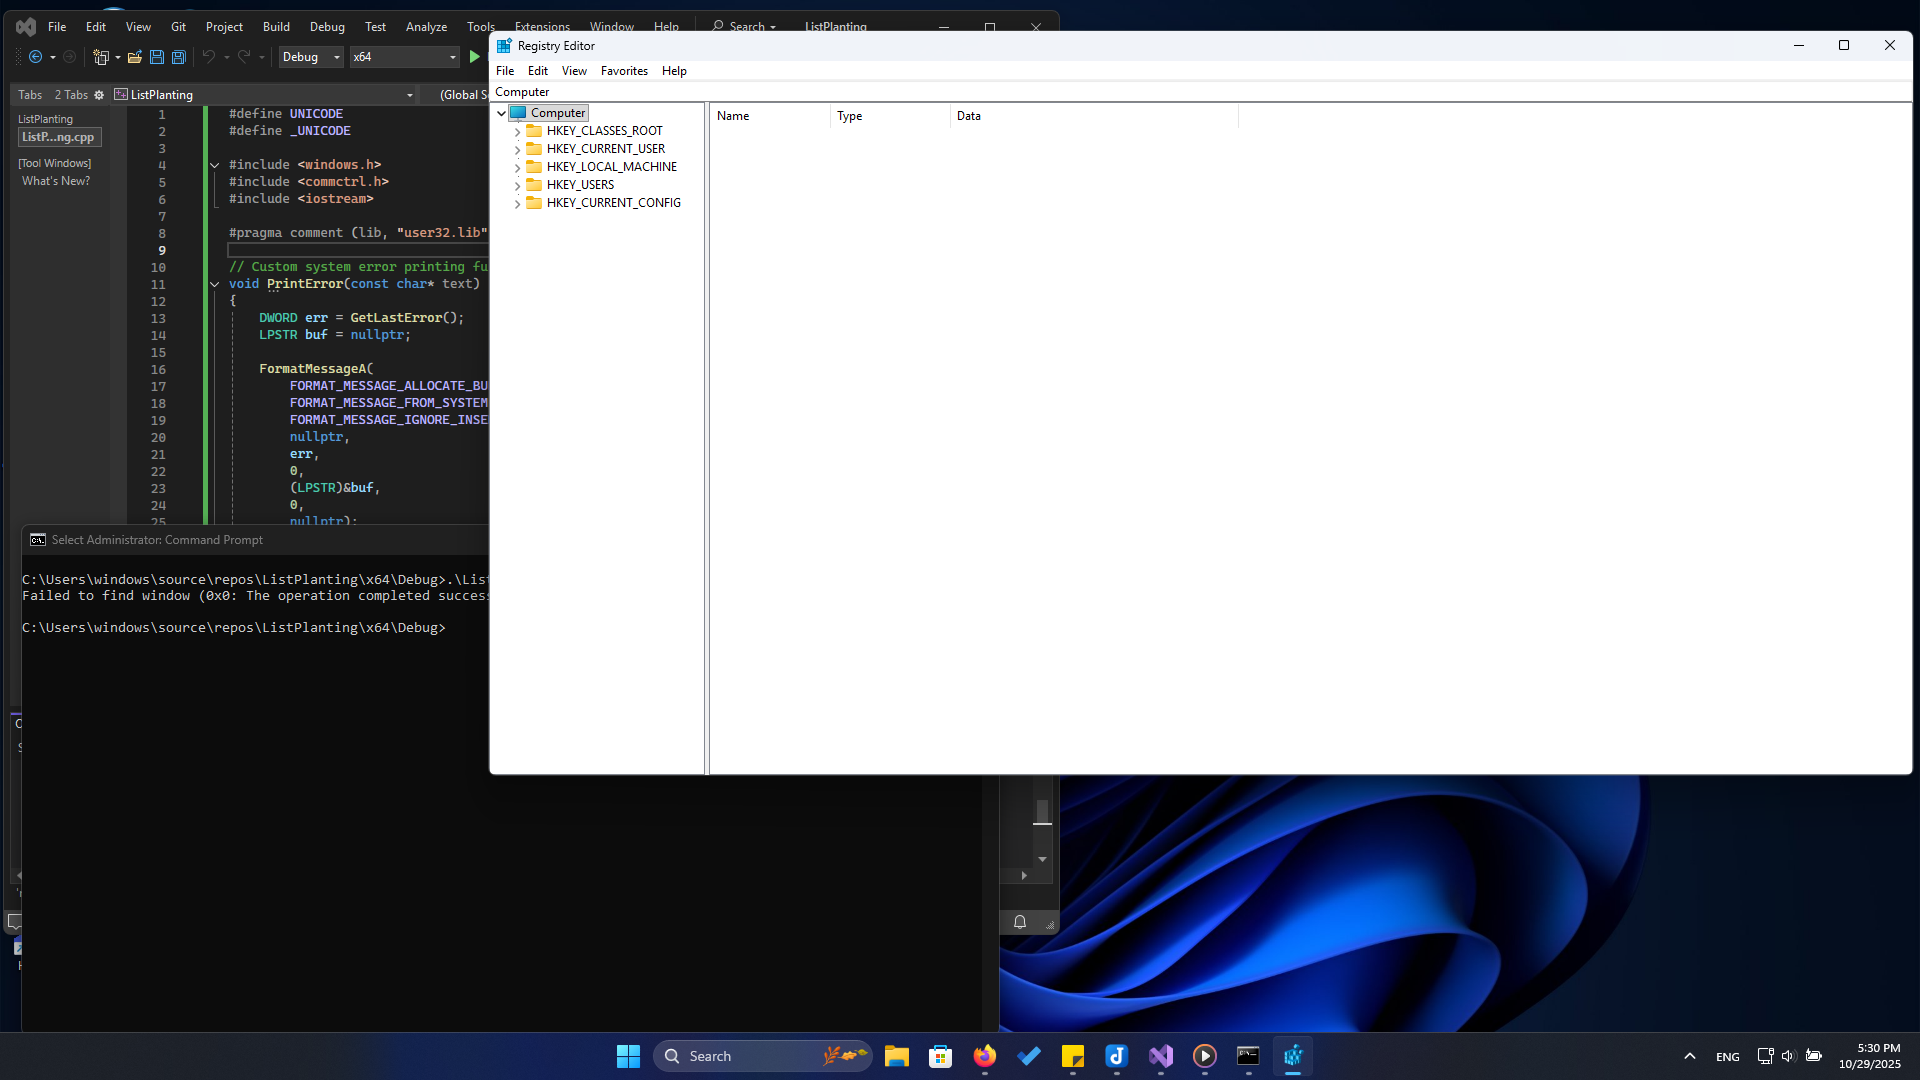 File Edit View Git Project Build Debug Test Analyze Tools Extensions Window Help Search ListPlanting
Debug x64
Tabs 2 Tabs ListPlanting (Global S
ListPlanting
ListP...ng.cpp
[Tool Windows]
What's New?
1 #define UNICODE
2 #define _UNICODE
3
4 #include <windows.h>
5 #include <commctrl.h>
6 #include <iostream>
7
8 #pragma comment (lib, "user32.lib"
9
10 // Custom system error printing fu
11 void PrintError(const char* text)
12 {
13 DWORD err = GetLastError();
14 LPSTR buf = nullptr;
15
16 FormatMessageA(
17 FORMAT_MESSAGE_ALLOCATE_BU
18 FORMAT_MESSAGE_FROM_SYSTEM
19 FORMAT_MESSAGE_IGNORE_INSE
20 nullptr,
21 err,
22 0,
23 (LPSTR)&buf,
24 0,
25 nullptr);
Registry Editor
File Edit View Favorites Help
Computer
Computer
HKEY_CLASSES_ROOT
HKEY_CURRENT_USER
HKEY_LOCAL_MACHINE
HKEY_USERS
HKEY_CURRENT_CONFIG
Name Type Data
Select Administrator: Command Prompt
C:\Users\windows\source\repos\ListPlanting\x64\Debug>.\List
Failed to find window (0x0: The operation completed success
C:\Users\windows\source\repos\ListPlanting\x64\Debug>
Search
ENG
5:30 PM
10/29/2025